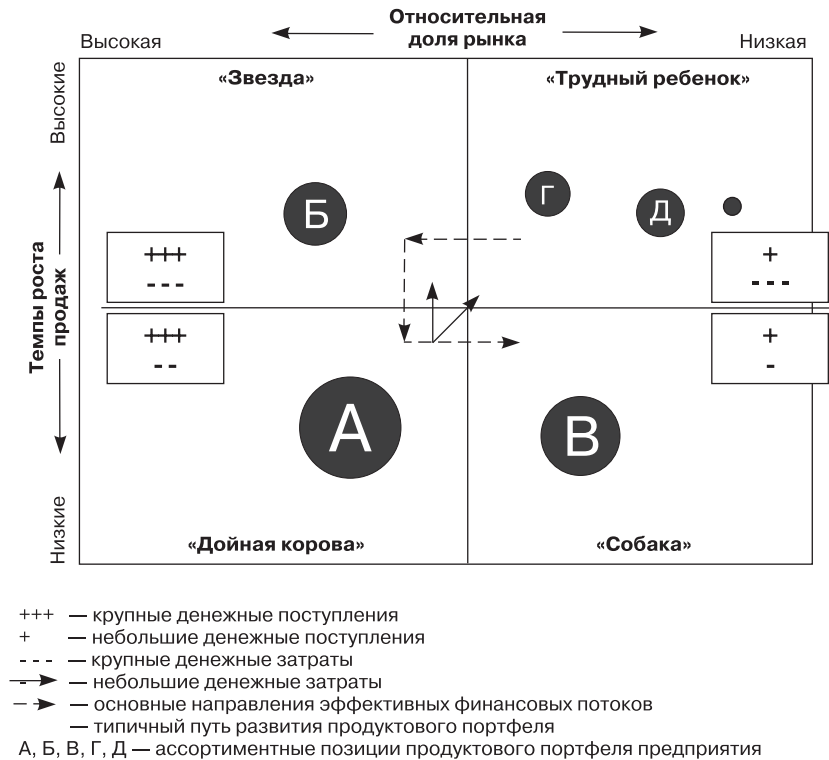 Относительная
Высокая
доля рынка
Низкая
«Звезда»
«Трудный ребенок»
Высокие
Б
Г
Д
+++
- - -
+
- - -
Темпы роста
продаж
+++
- -
+
-
А
В
Низкие
«Дойная корова»
«Собака»
+++ — крупные денежные поступления
+ — небольшие денежные поступления
- - - — крупные денежные затраты
- — небольшие денежные затраты
— основные направления эффективных финансовых потоков
— типичный путь развития продуктового портфеля
А, Б, В, Г, Д — ассортиментные позиции продуктового портфеля предприятия